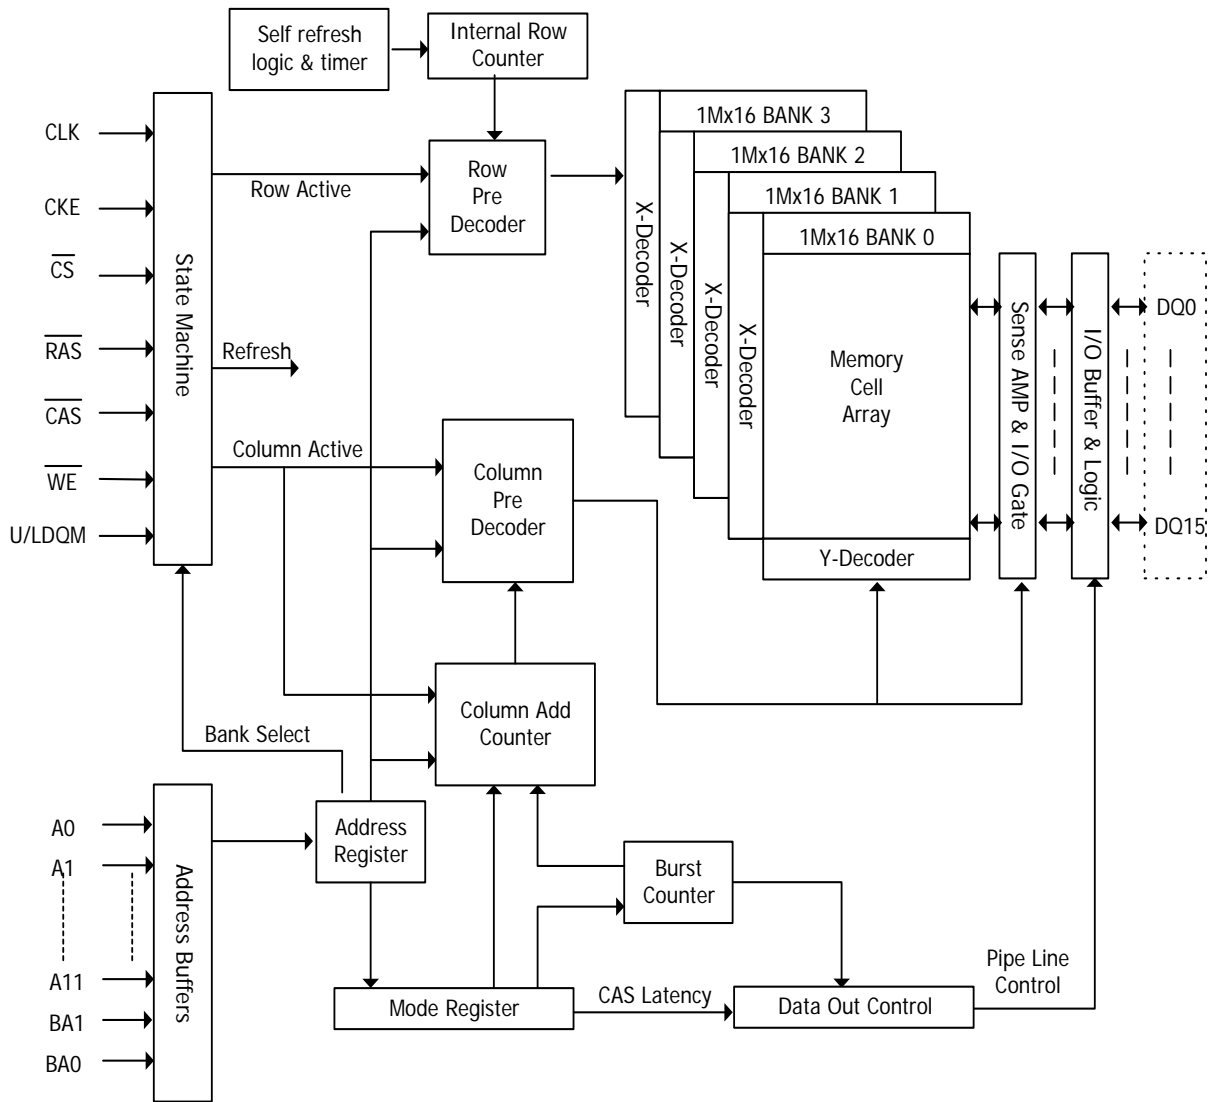 Self refresh
logic & timer
Internal Row
Counter
CLK
CKE
CS
RAS
CAS
WE
U/LDQM
State Machine
Row Active
Refresh
Column Active
Row
Pre
Decoder
Column
Pre
Decoder
Column Add
Counter
1Mx16 BANK 3
1Mx16 BANK 2
1Mx16 BANK 1
1Mx16 BANK 0
X-Decoder
X-Decoder
X-Decoder
X-Decoder
Memory
Cell
Array
Y-Decoder
Sense AMP & I/O Gate
I/O Buffer & Logic
DQ0
DQ15
Bank Select
A0
A1
A11
BA1
BA0
Address Buffers
Address
Register
Burst
Counter
Mode Register
CAS Latency
Data Out Control
Pipe Line
Control